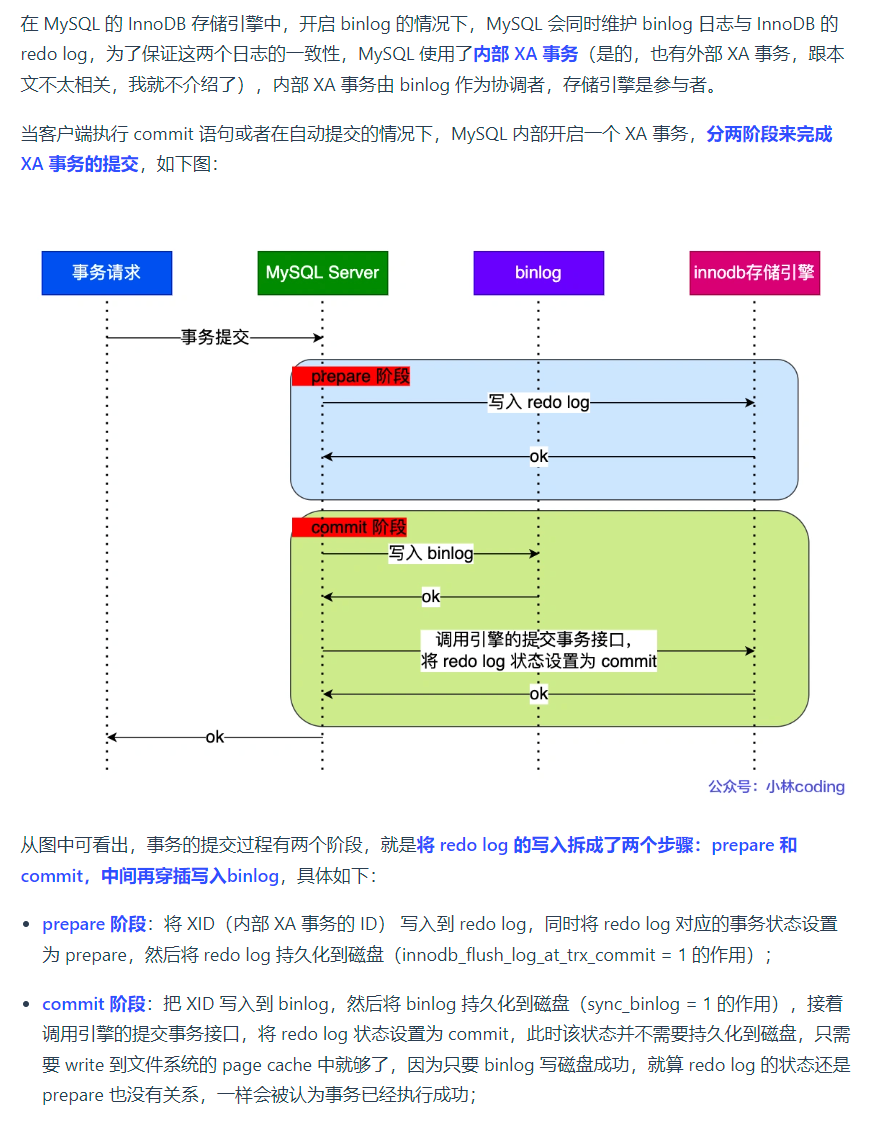 在 MySQL 的 InnoDB 存储引擎中，开启 binlog 的情况下，MySQL 会同时维护 binlog 日志与 InnoDB 的
redo log，为了保证这两个日志的一致性，MySQL 使用了内部 XA 事务（是的，也有外部 XA 事务，跟本
文不太相关，我就不介绍了），内部 XA 事务由 binlog 作为协调者，存储引擎是参与者。
当客户端执行 commit 语句或者在自动提交的情况下，MySQL 内部开启一个 XA 事务，分两阶段来完成
XA 事务的提交，如下图：
事务请求
MySQL Server
binlog
innodb存储引擎
事务提交
prepare 阶段
写入 redo log
ok
commit 阶段
写入 binlog
ok
调用引擎的提交事务接口，
将 redo log 状态设置为 commit
ok
ok
公众号：小林coding
从图中可看出，事务的提交过程有两个阶段，就是将 redo log 的写入拆成了两个步骤：prepare 和
commit，中间再穿插写入binlog，具体如下：
• prepare 阶段：将 XID（内部 XA 事务的 ID） 写入到 redo log，同时将 redo log 对应的事务状态设置
为 prepare，然后将 redo log 持久化到磁盘（innodb_flush_log_at_trx_commit = 1 的作用）；
• commit 阶段：把 XID 写入到 binlog，然后将 binlog 持久化到磁盘（sync_binlog = 1 的作用），接着
调用引擎的提交事务接口，将 redo log 状态设置为 commit，此时该状态并不需要持久化到磁盘，只需
要 write 到文件系统的 page cache 中就够了，因为只要 binlog 写磁盘成功，就算 redo log 的状态还是
prepare 也没有关系，一样会被认为事务已经执行成功；